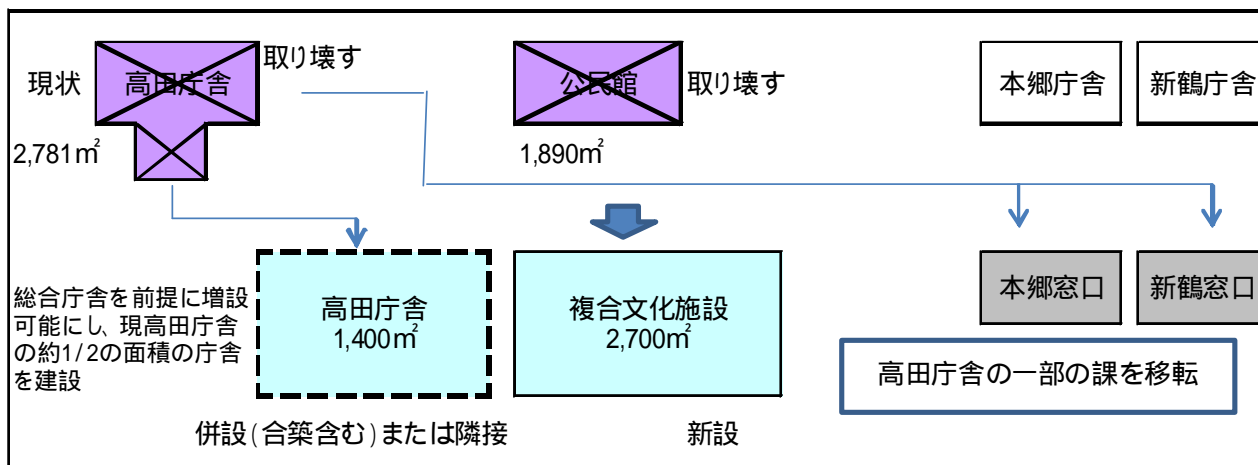 現状
高田庁舎
取り壊す
公民館
取り壊す
本郷庁舎
新鶴庁舎
2,781㎡
1,890㎡
総合庁舎を前提に増設
可能にし、現高田庁舎
の約1/2の面積の庁舎
を建設
高田庁舎
1,400㎡
複合文化施設
2,700㎡
本郷窓口
新鶴窓口
高田庁舎の一部の課を移転
併設(合築含む)または隣接
新設